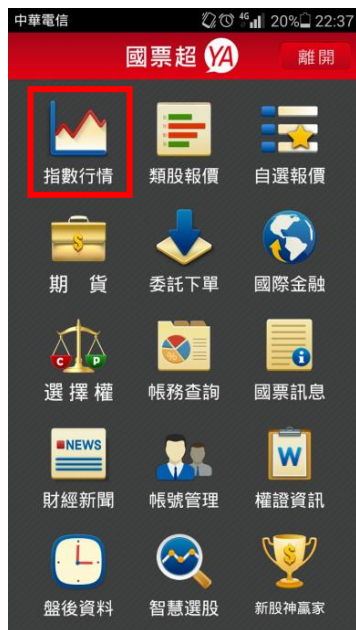 中華電信 4G 20% 22:37
國票超 YA 離開
指數行情 類股報價 自選報價
$
期 貨 委託下單 國際金融
C P % i
選擇權 帳務查詢 國票訊息
NEWS W
財經新聞 帳號管理 權證資訊
$
盤後資料 智慧選股 新股神贏家